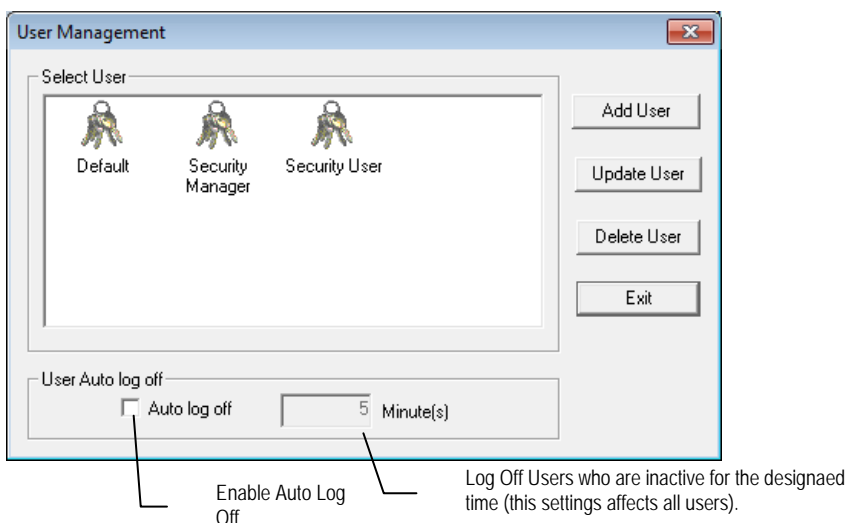 User Management
Select User
Default
Security
Manager
Security User
Add User
Update User
Delete User
Exit
User Auto log off
Auto log off
5
Minute(s)
Enable Auto Log
Off
Log Off Users who are inactive for the designaed
time (this settings affects all users).